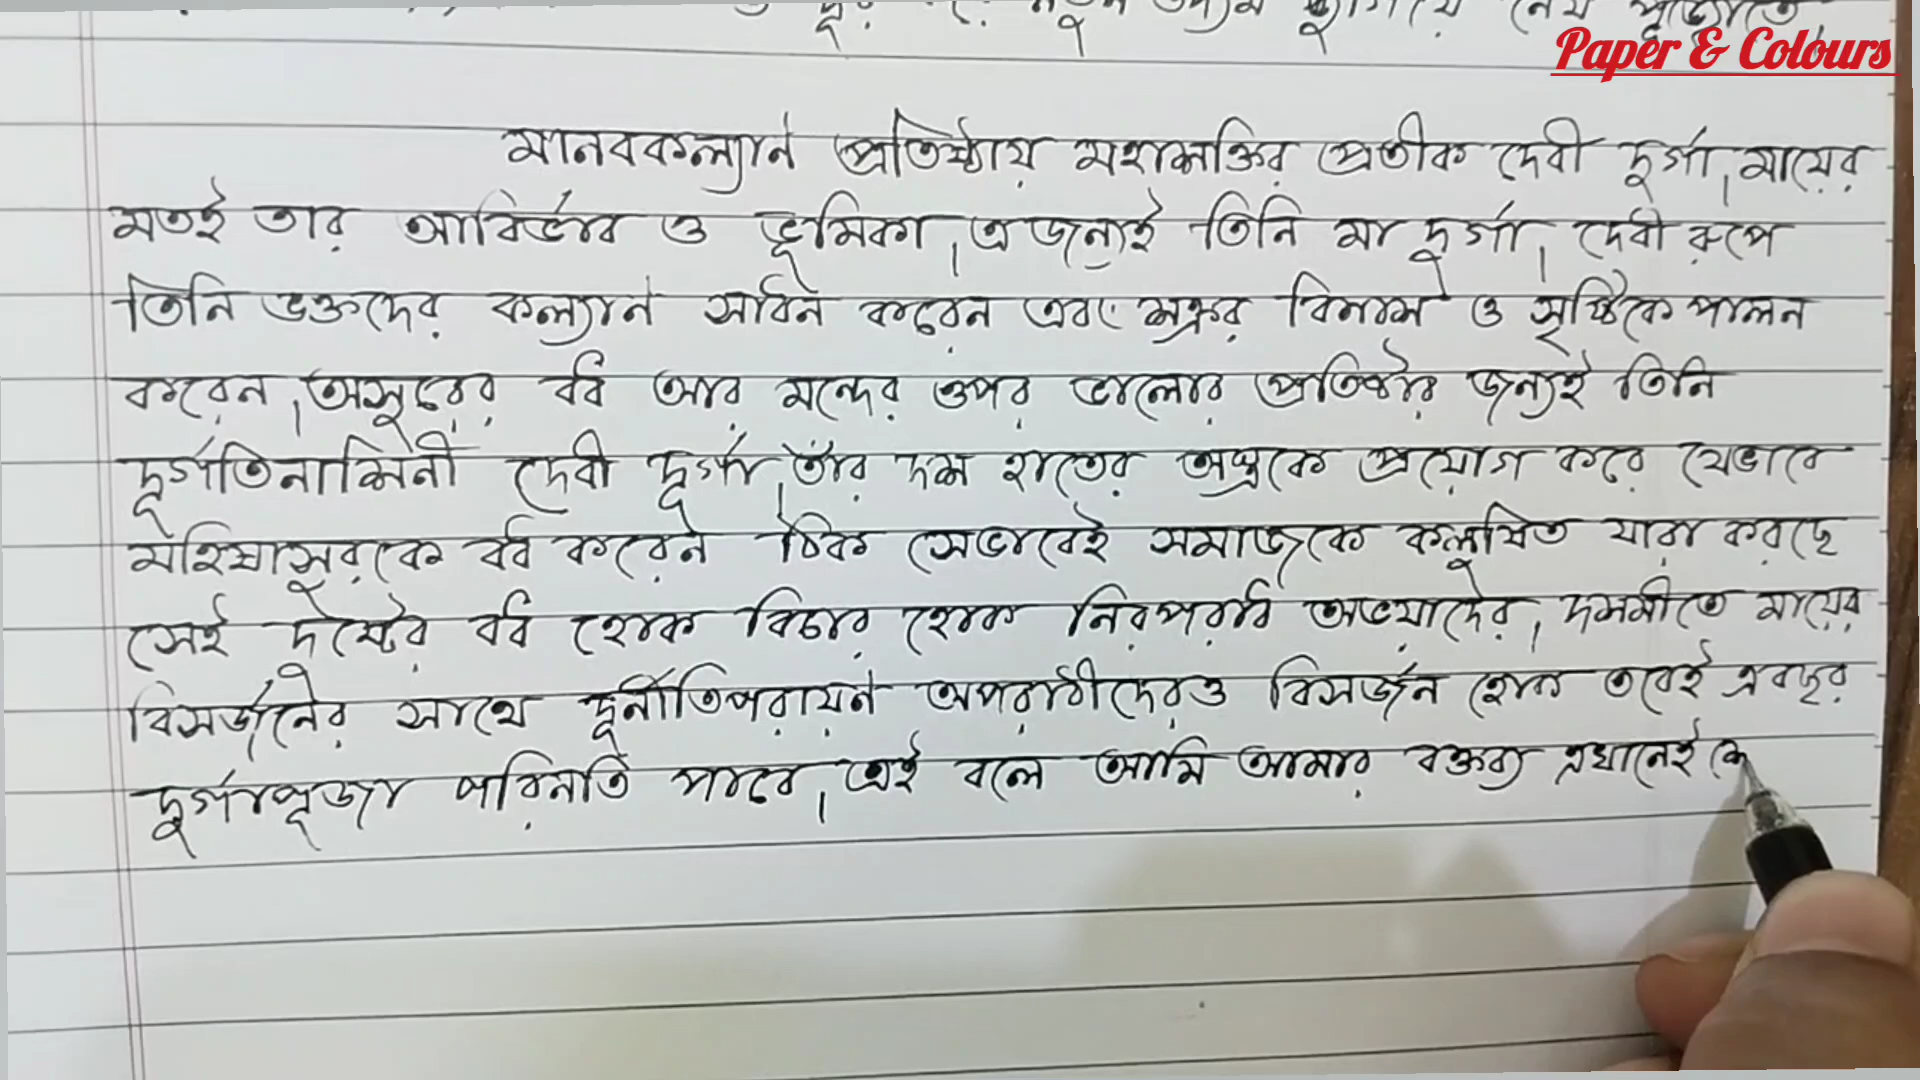 Paper & Colours
মানবকল্যানে প্রতিষ্ঠায় মহাশক্তির প্রতীক দেবী দুর্গা। মায়ের
মতই তার আবির্ভাব ও ভূমিকা। এজন্যই তিনি মা দুর্গা। দেবী রুপে
তিনি ভক্তদের কল্যান সাধন করেন এবং শত্রুর বিনাশ ও সৃষ্টিকে পালন
করেন। অসুরের বধ আর মন্দের ওপর ভালোর প্রতিষ্ঠার জন্যই তিনি
দুর্গতিনাশিনী দেবী দুর্গা। তাঁর দশ হাতের অস্ত্রকে প্রয়োগ করে যেভাবে
মহিষাসুরকে বধ করেন ঠিক সেভাবেই সমাজকে কলুষিত যারা করছে
সেই দুষ্টের বধ হোক বিচার হোক নিরপরাধ অভয়াদের। দশমীতে মায়ের
বিসর্জনের সাথে দুর্নীতিপরায়ন অপরাধীদেরও বিসর্জন হোক তবেই এবছর
দুর্গাপূজা পরিনতি পাবে। এই বলে আমি আমার বক্তব্য এখানেই